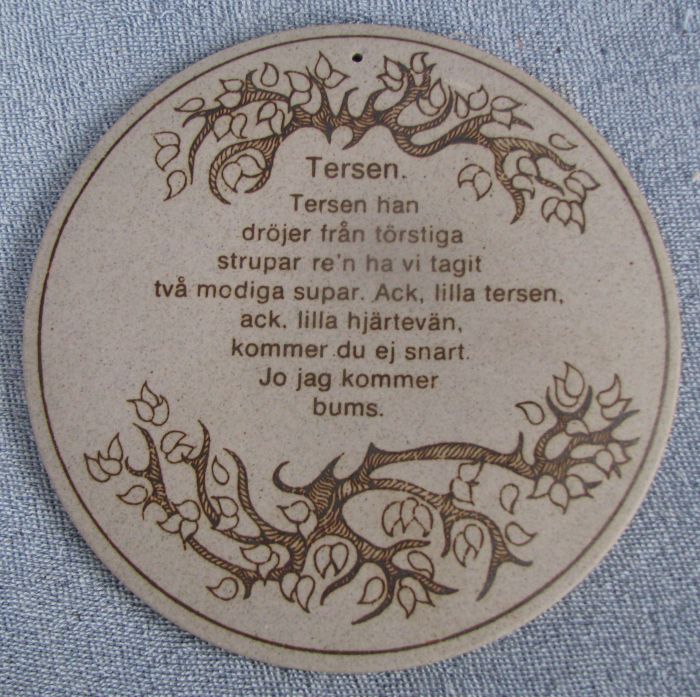 Tersen.
Tersen han
dröjer från törstiga
strupar re'n ha vi tagit
två modiga supar. Ack, lilla tersen,
ack. lilla hjärtevän,
kommer du ej snart.
Jo jag kommer
bums.